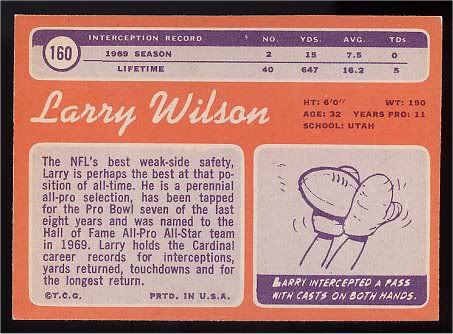 160
INTERCEPTION RECORD NO. YDS. AVG. TDs
1969 SEASON 2 15 7.5 0
LIFETIME 40 647 16.2 5
Larry Wilson
HT: 6'0" WT: 190
AGE: 32 YEARS PRO: 11
SCHOOL: UTAH
The NFL's best weak-side safety,
Larry is perhaps the best at that po-
sition of all-time. He is a perennial
all-pro selection, has been tapped
for the Pro Bowl seven of the last
eight years and was named to the
Hall of Fame All-Pro All-Star team
in 1969. Larry holds the Cardinal
career records for interceptions,
yards returned, touchdowns and for
the longest return.
©T.C.G. PRTD. IN U.S.A.
LARRY INTERCEPTED A PASS
WITH CASTS ON BOTH HANDS.